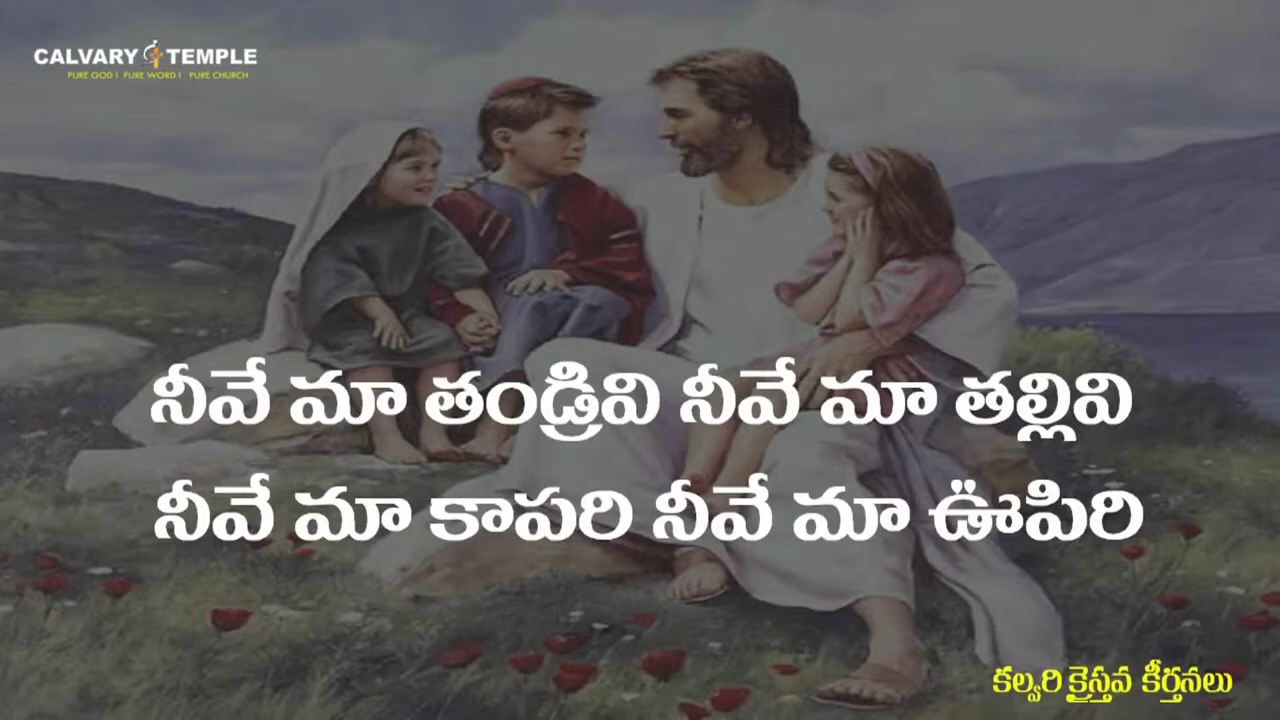 CALVARY TEMPLE
PURE GOD I PURE WORD I PURE CHURCH
నీవే మా తండ్రివి నీవే మా తల్లివి
నీవే మా కాపరి నీవే మా ఊపిరి
కల్వరి క్రైస్తవ కీర్తనలు